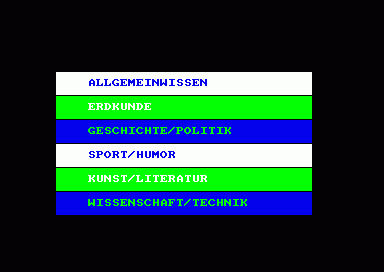 ALLGEMEINWISSEN
ERDKUNDE
GESCHICHTE/POLITIK
SPORT/HUMOR
KUNST/LITERATUR
WISSENSCHAFT/TECHNIK